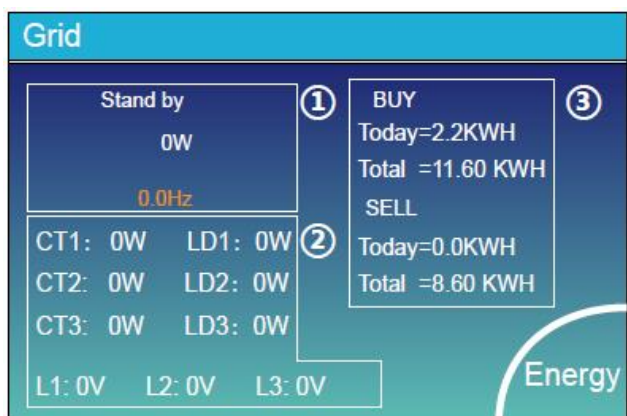 Grid
Stand by
0W
0.0Hz
①
CT1: 0W LD1: 0W
CT2: 0W LD2: 0W
CT3: 0W LD3: 0W
L1: 0V L2: 0V L3: 0V
②
BUY
Today=2.2KWH
Total =11.60 KWH
SELL
Today=0.0KWH
Total =8.60 KWH
③
Energy